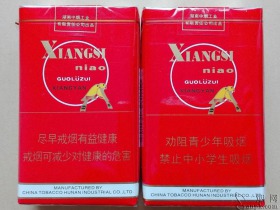 XIANGSI
niao
GUOLUZUI
尽早戒烟有益健康
戒烟可减少对健康的危害
MANUFACTURED BY
CHINA TOBACCO HUNAN INDUSTRIAL CO., LTD
XIANGSI
niao
GUOLUZUI
劝阻青少年吸烟
禁止中小学生吸烟
MANUFACTURED BY
CHINA TOBACCO HUNAN INDUSTRIAL CO., LTD